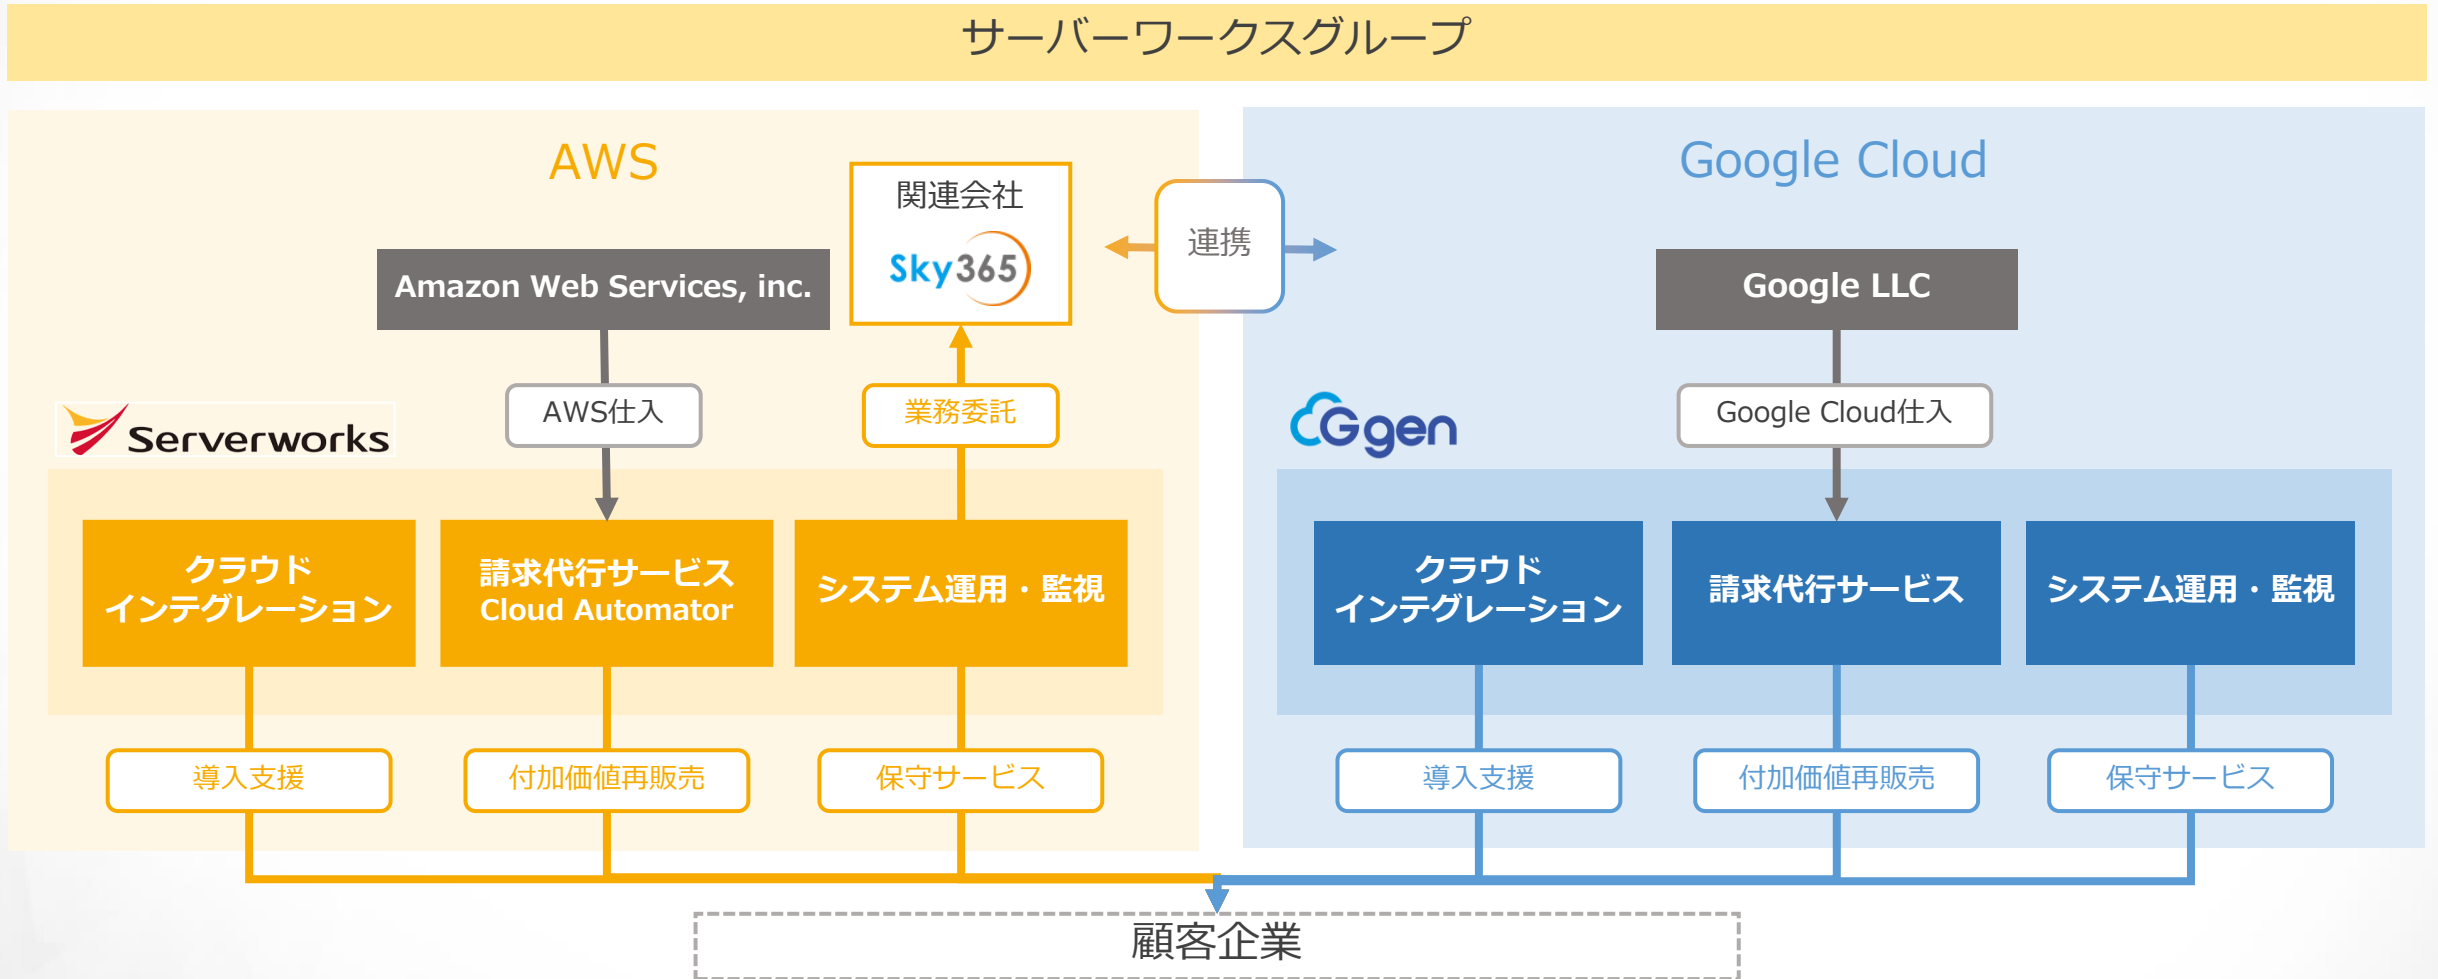 サーバーワークスグループ
AWS
関連会社
Sky365
Amazon Web Services, inc.
連携
Google Cloud
Google LLC
Serverworks
AWS仕入
業務委託
Ggen
Google Cloud仕入
クラウド
インテグレーション
請求代行サービス
Cloud Automator
システム運用・監視
クラウド
インテグレーション
請求代行サービス
システム運用・監視
導入支援
付加価値再販売
保守サービス
導入支援
付加価値再販売
保守サービス
顧客企業